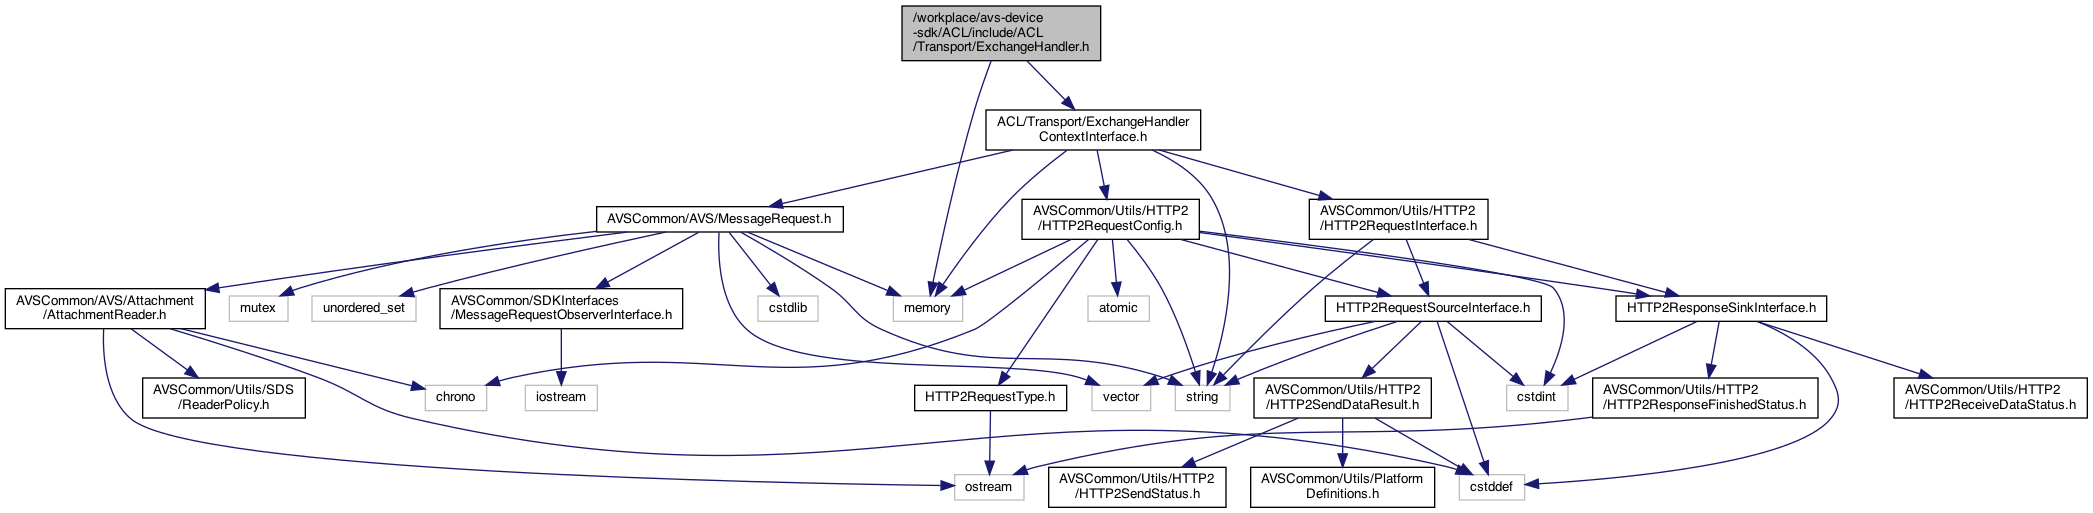 /workplace/avs-device
-sdk/ACL/include/ACL
/Transport/ExchangeHandler.h
ACL/Transport/ExchangeHandler
ContextInterface.h
AVSCommon/AVS/MessageRequest.h
AVSCommon/Utils/HTTP2
/HTTP2RequestConfig.h
AVSCommon/Utils/HTTP2
/HTTP2RequestInterface.h
AVSCommon/AVS/Attachment
/AttachmentReader.h
mutex
unordered_set
AVSCommon/SDKInterfaces
/MessageRequestObserverInterface.h
cstdlib
memory
atomic
HTTP2RequestSourceInterface.h
HTTP2ResponseSinkInterface.h
AVSCommon/Utils/SDS
/ReaderPolicy.h
chrono
iostream
HTTP2RequestType.h
vector
string
AVSCommon/Utils/HTTP2
/HTTP2SendDataResult.h
cstdint
AVSCommon/Utils/HTTP2
/HTTP2ResponseFinishedStatus.h
AVSCommon/Utils/HTTP2
/HTTP2ReceiveDataStatus.h
ostream
AVSCommon/Utils/HTTP2
/HTTP2SendStatus.h
AVSCommon/Utils/Platform
Definitions.h
cstddef